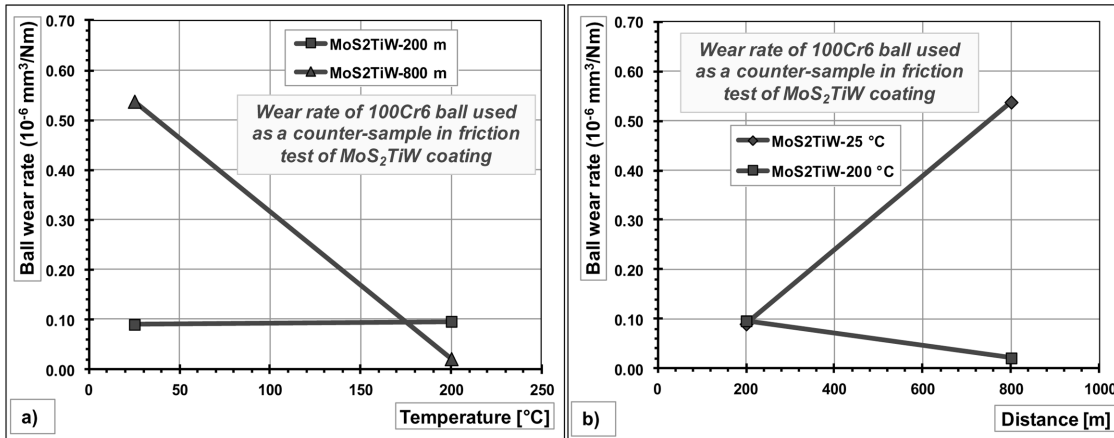 0.70
0.60
0.50
0.40
0.30
0.20
0.10
0.00
Ball wear rate (10-6 mm3/Nm)
MoS2TiW-200 m
MoS2TiW-800 m
Wear rate of 100Cr6 ball used
as a counter-sample in friction
test of MoS2TiW coating
0 50 100 150 200 250
a)
Temperature [°C]
0.70
0.60
0.50
0.40
0.30
0.20
0.10
0.00
Ball wear rate (10-6 mm3/Nm)
Wear rate of 100Cr6 ball used
as a counter-sample in friction
test of MoS2TiW coating
MoS2TiW-25 °C
MoS2TiW-200 °C
0 200 400 600 800 1000
b)
Distance [m]